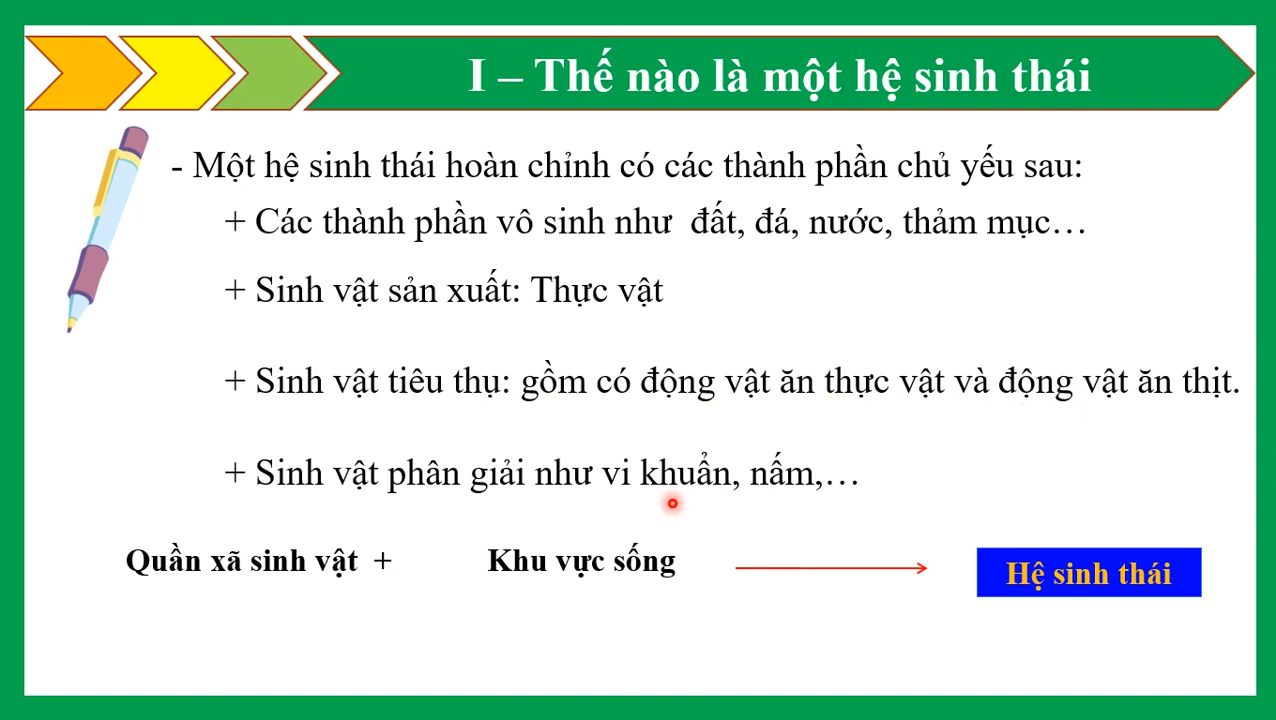 I – Thế nào là một hệ sinh thái
- Một hệ sinh thái hoàn chỉnh có các thành phần chủ yếu sau:
+ Các thành phần vô sinh như đất, đá, nước, thảm mục…
+ Sinh vật sản xuất: Thực vật
+ Sinh vật tiêu thụ: gồm có động vật ăn thực vật và động vật ăn thịt.
+ Sinh vật phân giải như vi khuẩn, nấm,…
Quần xã sinh vật + Khu vực sống
Hệ sinh thái